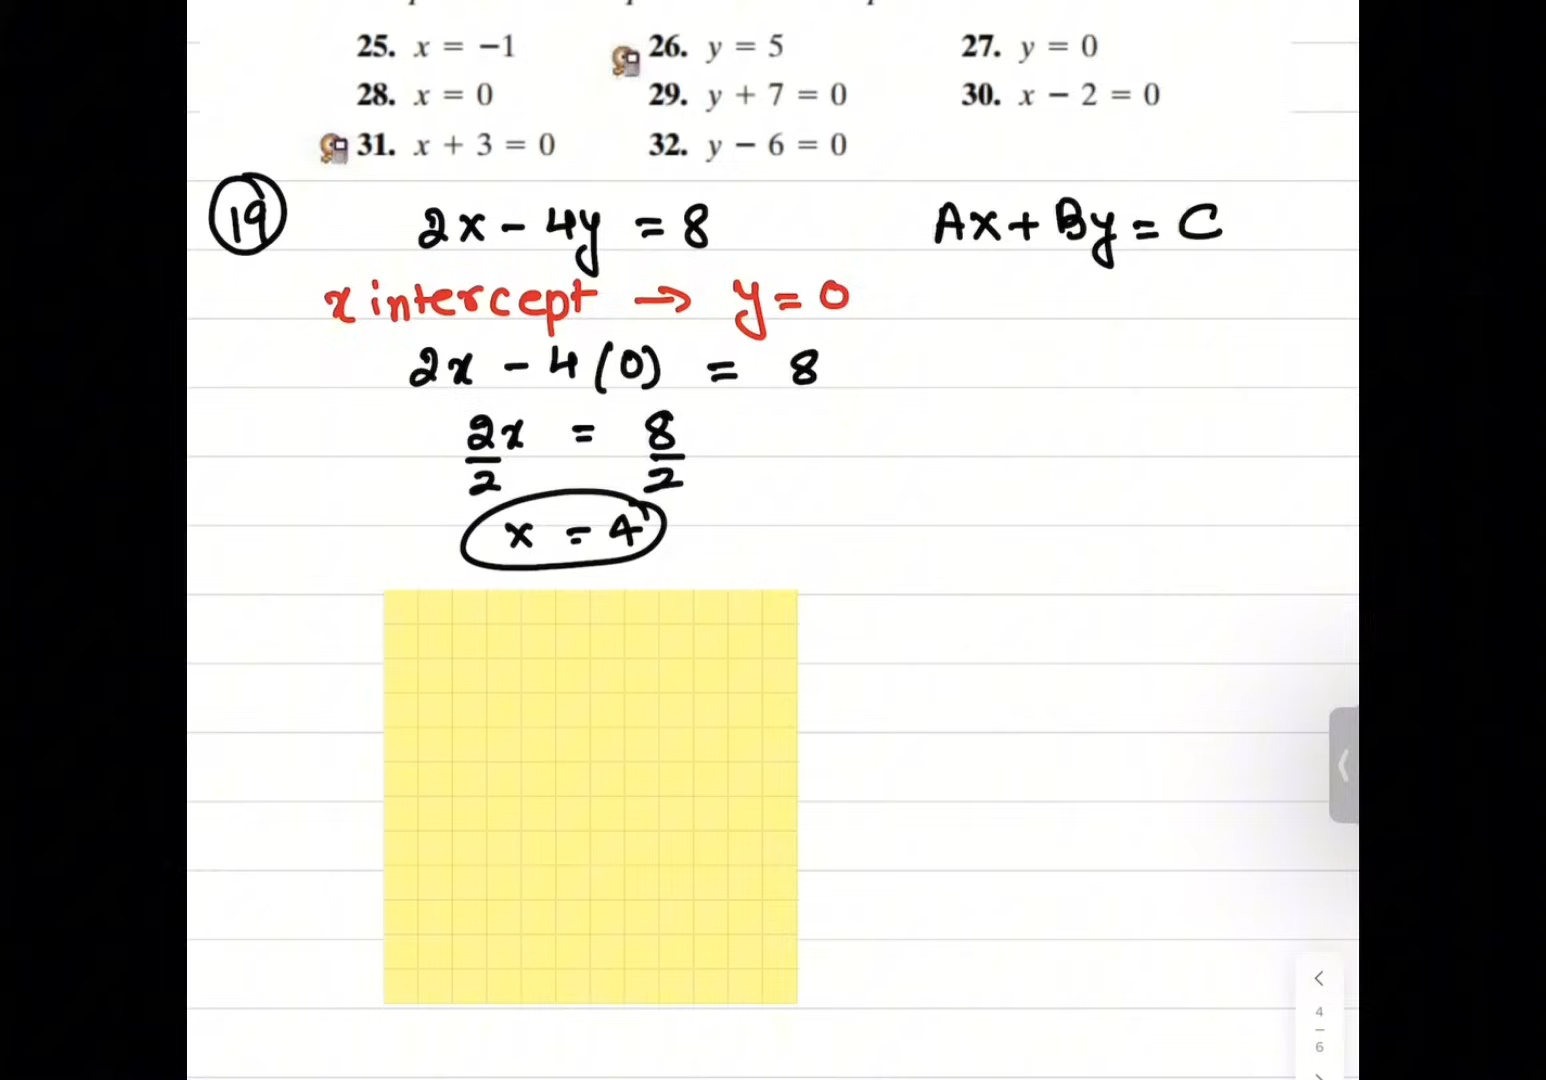 25. x = −1
26. y = 5
27. y = 0
28. x = 0
29. y + 7 = 0
30. x − 2 = 0
31. x + 3 = 0
32. y − 6 = 0
19
2x - 4y = 8
Ax + By = C
x intercept → y = 0
2x - 4(0) = 8
2x/2 = 8/2
x = 4
4
6